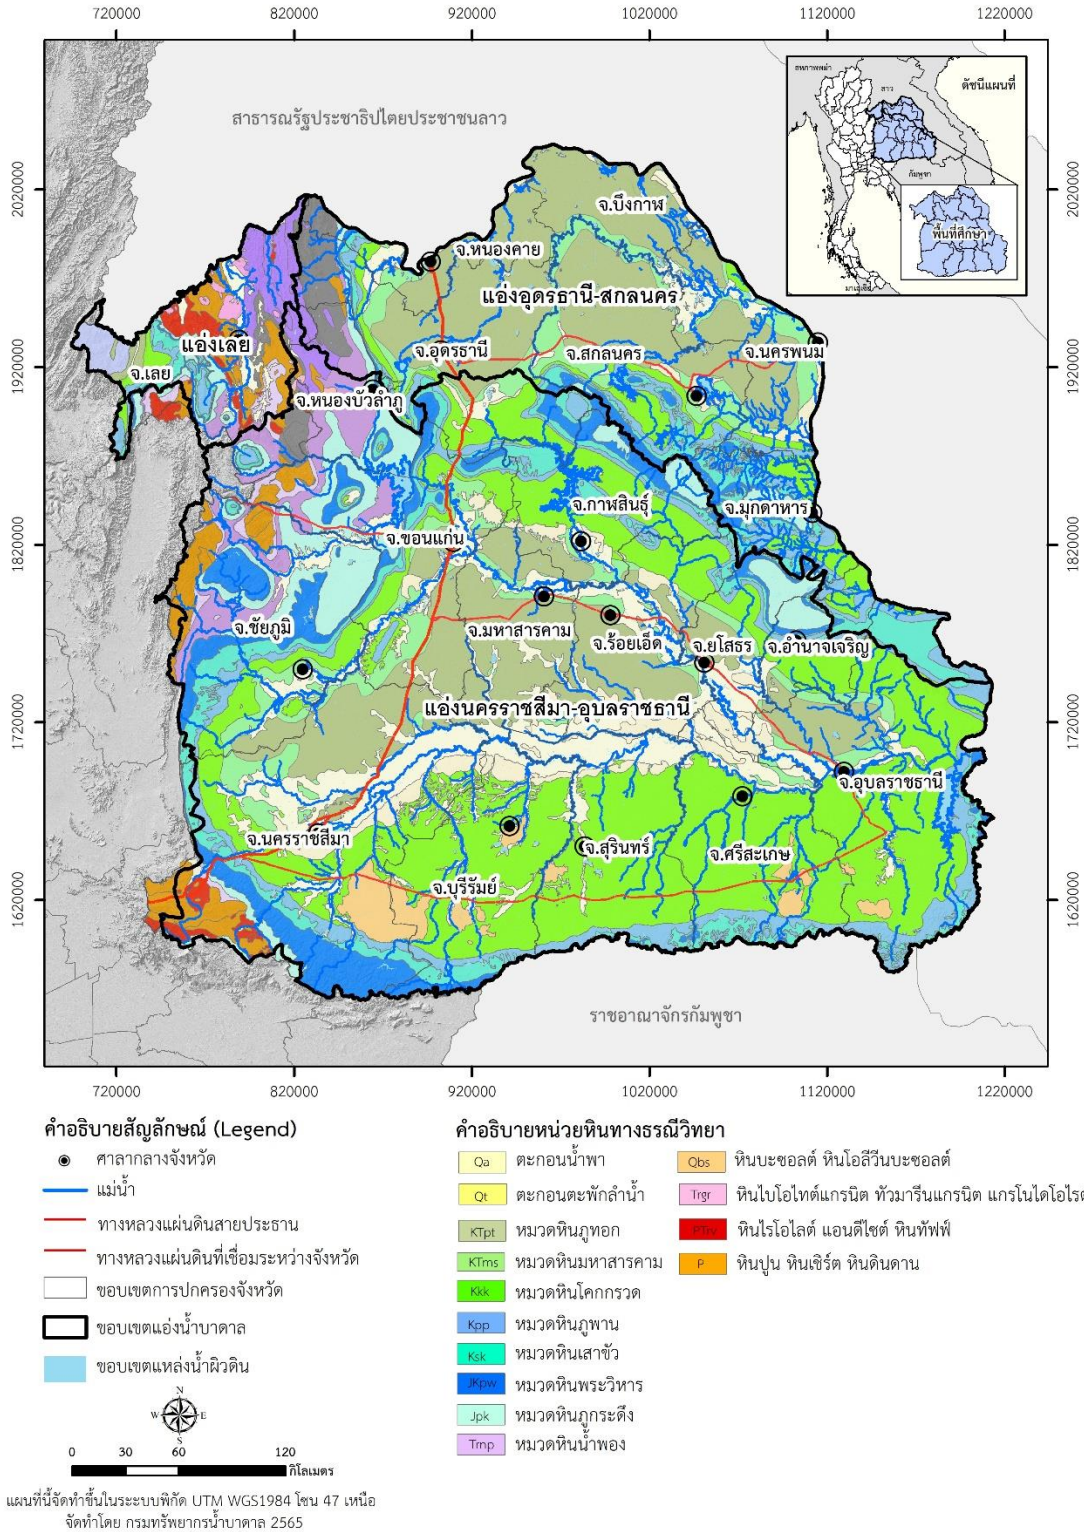 720000 820000 920000 1020000 1120000 1220000
2020000
1920000
1820000
1720000
1620000
2020000
1920000
1820000
1720000
1620000
สหภาพพม่า
ลาว
ดัชนีแผนที่
กัมพูชา
พื้นที่ศึกษา
มาเลเซีย
สาธารณรัฐประชาธิปไตยประชาชนลาว
จ.บึงกาฬ
จ.หนองคาย
แอ่งอุดรธานี-สกลนคร
แอ่งเลย
จ.อุดรธานี
จ.สกลนคร
จ.นครพนม
จ.เลย
จ.หนองบัวลำภู
จ.กาฬสินธุ์
จ.มุกดาหาร
จ.ขอนแก่น
จ.ชัยภูมิ
จ.มหาสารคาม
จ.ร้อยเอ็ด
จ.ยโสธร
จ.อำนาจเจริญ
แอ่งนครราชสีมา-อุบลราชธานี
จ.อุบลราชธานี
จ.นครราชสีมา
จ.สุรินทร์
จ.ศรีสะเกษ
จ.บุรีรัมย์
ราชอาณาจักรกัมพูชา
720000 820000 920000 1020000 1120000 1220000
คำอธิบายสัญลักษณ์ (Legend)
ศาลากลางจังหวัด
แม่น้ำ
ทางหลวงแผ่นดินสายประธาน
ทางหลวงแผ่นดินที่เชื่อมระหว่างจังหวัด
ขอบเขตการปกครองจังหวัด
ขอบเขตแอ่งน้ำบาดาล
ขอบเขตแหล่งน้ำผิวดิน
N
W E
S
0 30 60 120
กิโลเมตร
แผนที่นี้จัดทำขึ้นในระบบพิกัด UTM WGS1984 โซน 47 เหนือ
จัดทำโดย กรมทรัพยากรน้ำบาดาล 2565
คำอธิบายหน่วยหินทางธรณีวิทยา
Qa ตะกอนน้ำพา
Qt ตะกอนตะพักลำน้ำ
KTpt หมวดหินภูทอก
KTms หมวดหินมหาสารคาม
Kkk หมวดหินโคกกรวด
Kpp หมวดหินภูพาน
Ksk หมวดหินเสาขัว
JKpw หมวดหินพระวิหาร
Jpk หมวดหินภูกระดึง
Trnp หมวดหินน้ำพอง
Qbs หินบะซอลต์ หินโอลีวีนบะซอลต์
Trgr หินไบโอไทต์แกรนิต ทัวมารีนแกรนิต แกรโนไดโอไรต
PTrv หินไรโอไลต์ แอนดีไซต์ หินทัฟฟ์
P หินปูน หินเชิร์ต หินดินดาน